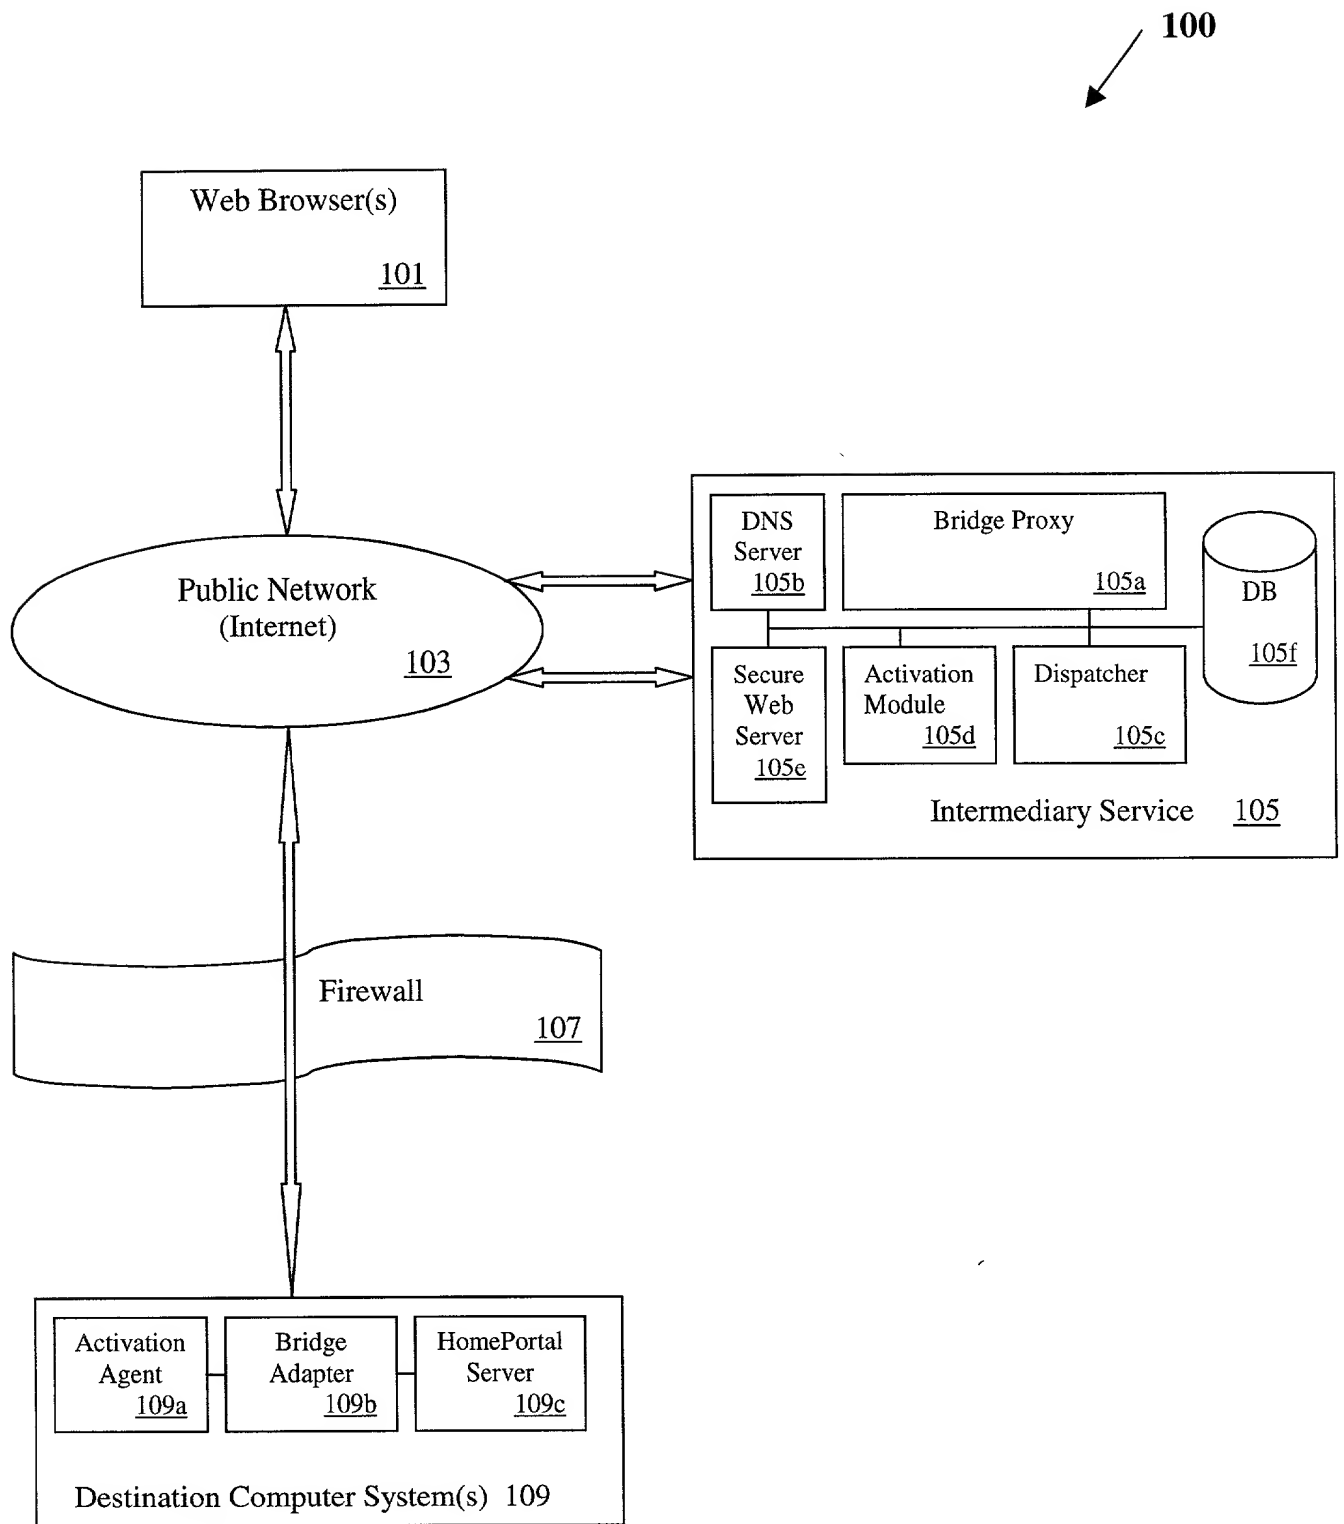 100
Web Browser(s)
101
Public Network
(Internet)
103
DNS
Server
105b
Bridge Proxy
105a
DB
105f
Secure
Web
Server
105e
Activation
Module
105d
Dispatcher
105c
Intermediary Service 105
Firewall
107
Activation
Agent
109a
Bridge
Adapter
109b
HomePortal
Server
109c
Destination Computer System(s) 109